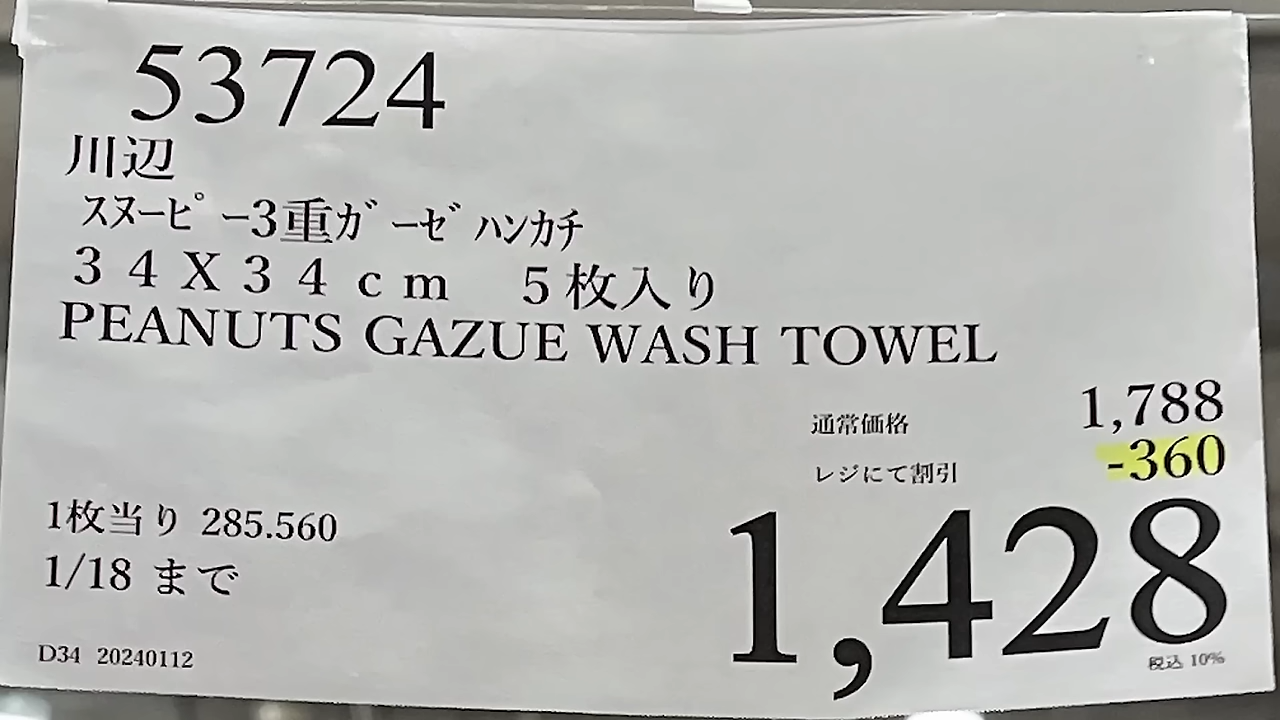 53724
川辺
ｽﾇｰﾋﾟｰ3重ｶﾞｰｾﾞﾊﾝｶﾁ
３４Ｘ３４ｃｍ　５枚入り
PEANUTS GAZUE WASH TOWEL
通常価格 1,788
レジにて割引 -360
1,428
税込 10%
1枚当り 285.560
1/18 まで
D34 20240112